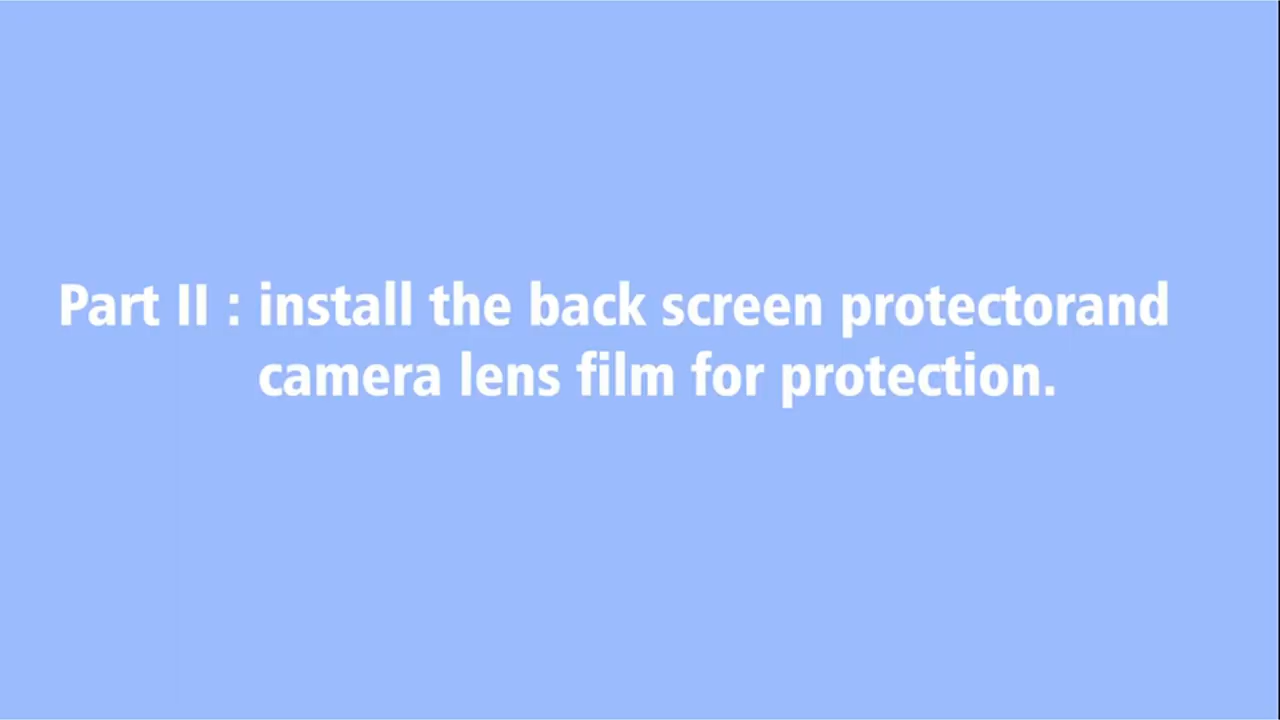 Part II : install the back screen protectorand
camera lens film for protection.